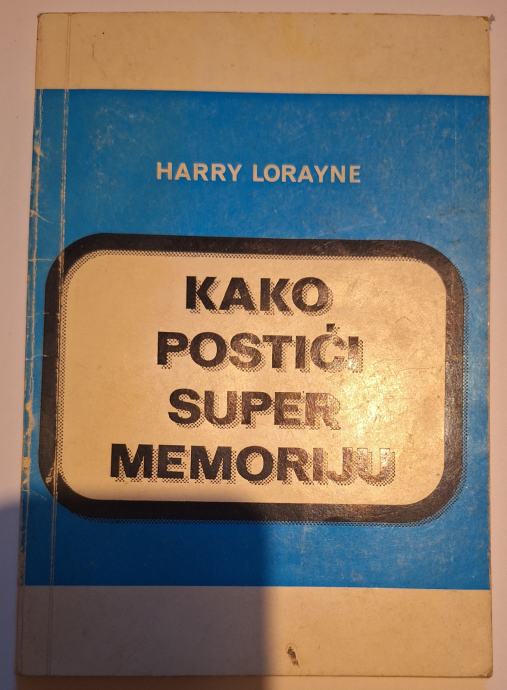 HARRY LORAYNE
KAKO
POSTIĆI
SUPER
MEMORIJU